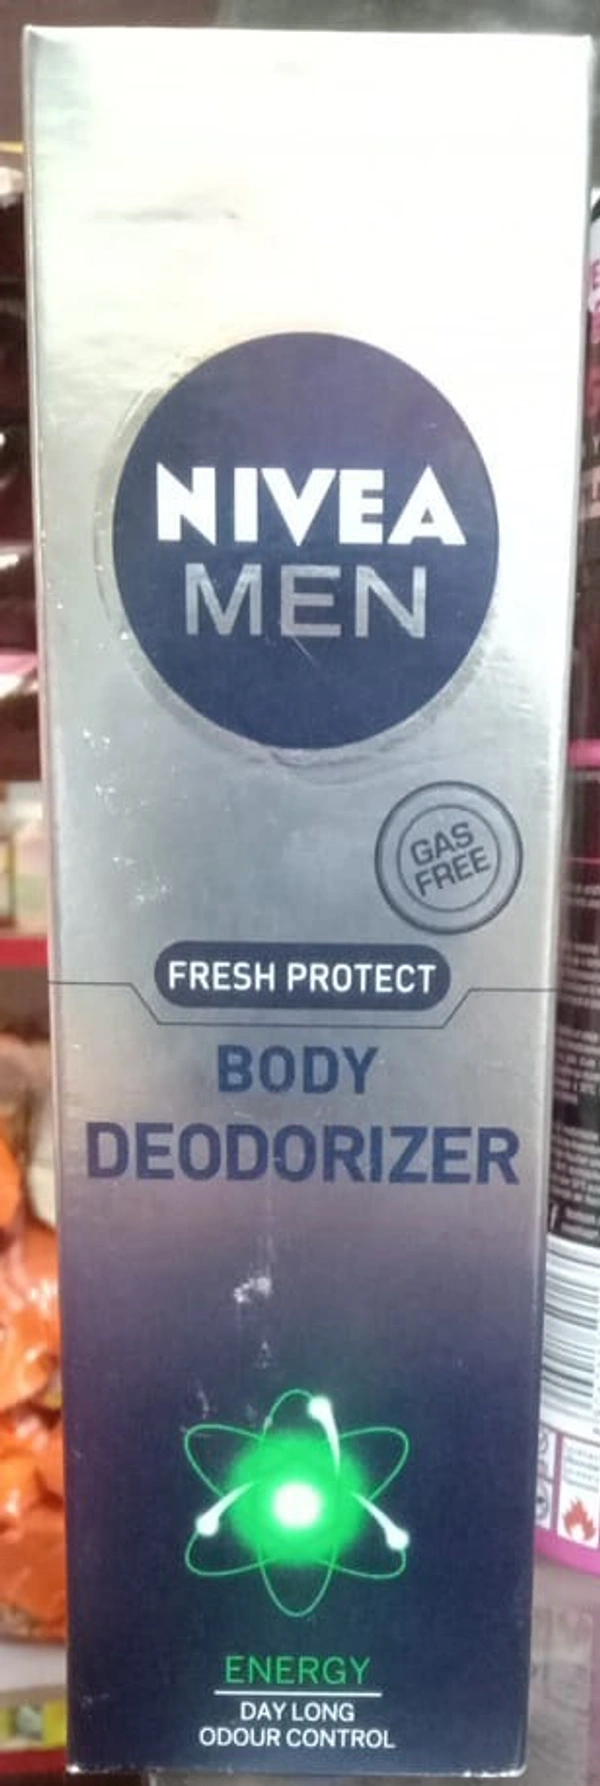 NIVEA
MEN
GAS
FREE
FRESH PROTECT
BODY
DEODORIZER
ENERGY
DAY LONG
ODOUR CONTROL